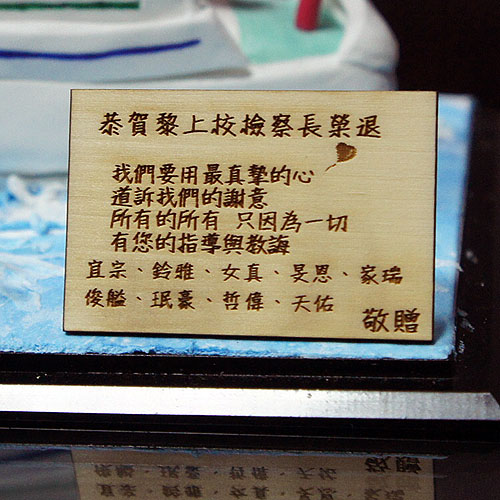 恭賀黎上校檢察長榮退
我們要用最真摯的心
道訴我們的謝意
所有的所有 只因為一切
有您的指導與教誨
宜宗、鈴雅、女真、旻恩、家瑞
俊艦、珉豪、哲偉、天佑
敬贈